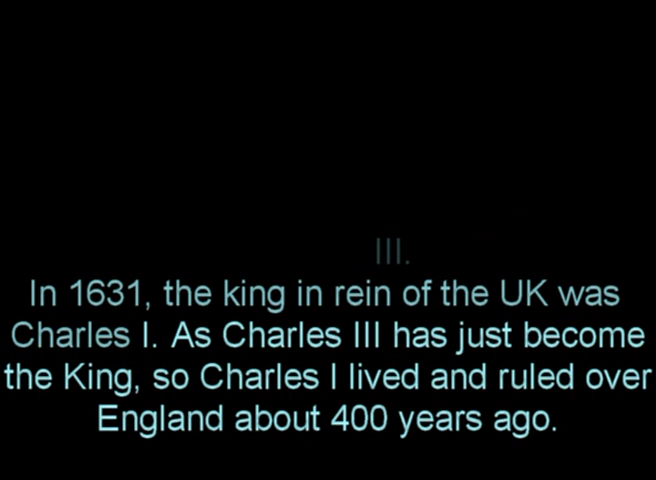 III.
In 1631, the king in rein of the UK was
Charles I. As Charles III has just become
the King, so Charles I lived and ruled over
England about 400 years ago.